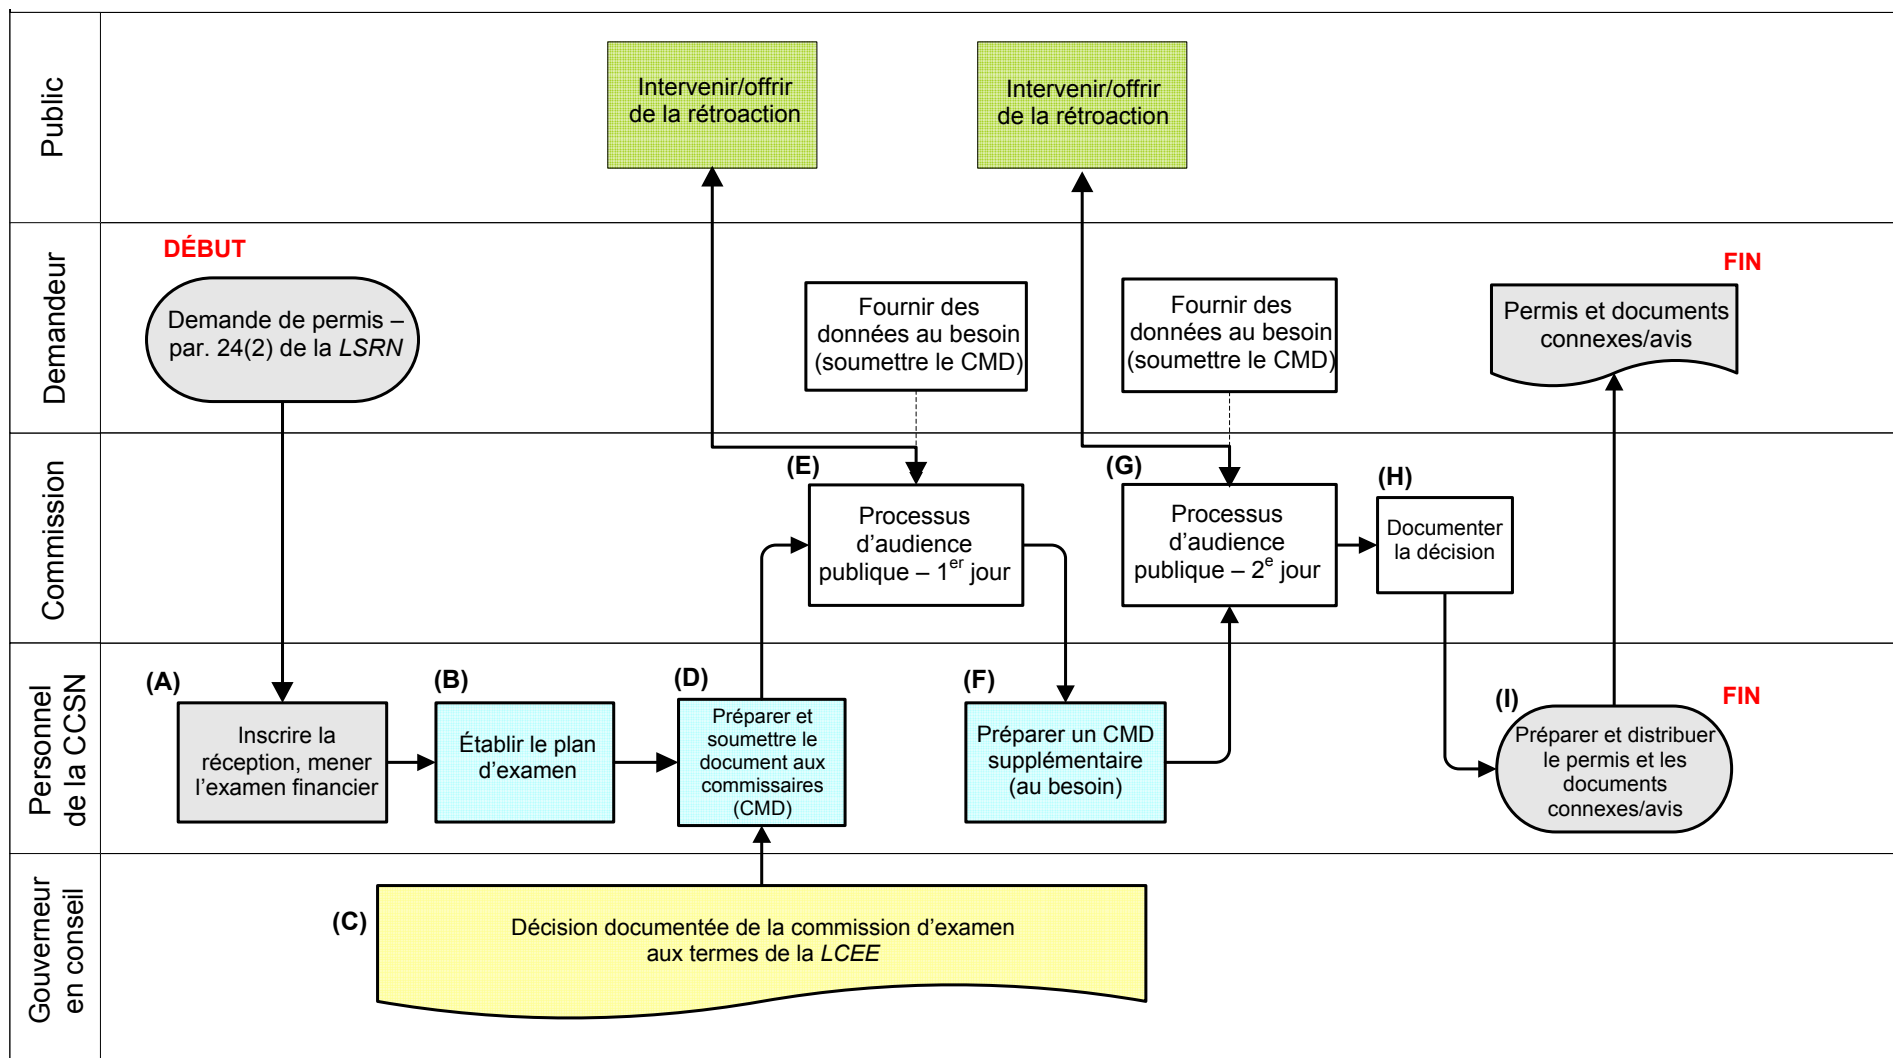 Public
Intervenir/offrir
de la rétroaction
Intervenir/offrir
de la rétroaction
Demandeur
DÉBUT
Demande de permis –
par. 24(2) de la LSRN
Fournir des
données au besoin
(soumettre le CMD)
Fournir des
données au besoin
(soumettre le CMD)
FIN
Permis et documents
connexes/avis
Commission
(E)
Processus
d’audience
publique – 1er jour
(G)
Processus
d’audience
publique – 2e jour
(H)
Documenter
la décision
Personnel
de la CCSN
(A)
Inscrire la
réception, mener
l’examen financier
(B)
Établir le plan
d’examen
(D)
Préparer et
soumettre le
document aux
commissaires
(CMD)
(F)
Préparer un CMD
supplémentaire
(au besoin)
(I)
FIN
Préparer et distribuer
le permis et les
documents
connexes/avis
Gouverneur
en conseil
(C)
Décision documentée de la commission d’examen
aux termes de la LCEE